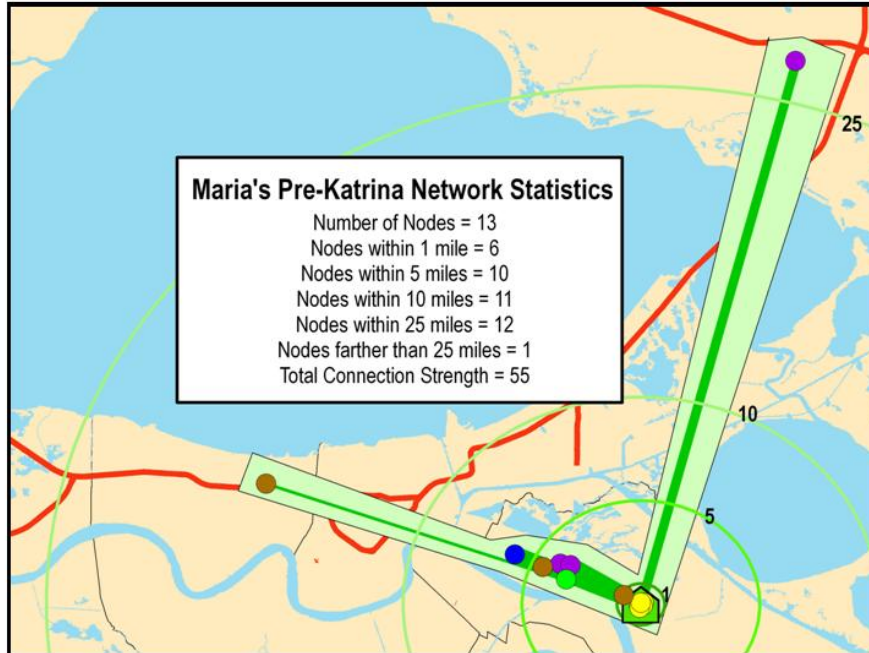 25
Maria's Pre-Katrina Network Statistics
Number of Nodes = 13
Nodes within 1 mile = 6
Nodes within 5 miles = 10
Nodes within 10 miles = 11
Nodes within 25 miles = 12
Nodes farther than 25 miles = 1
Total Connection Strength = 55
10
5
1